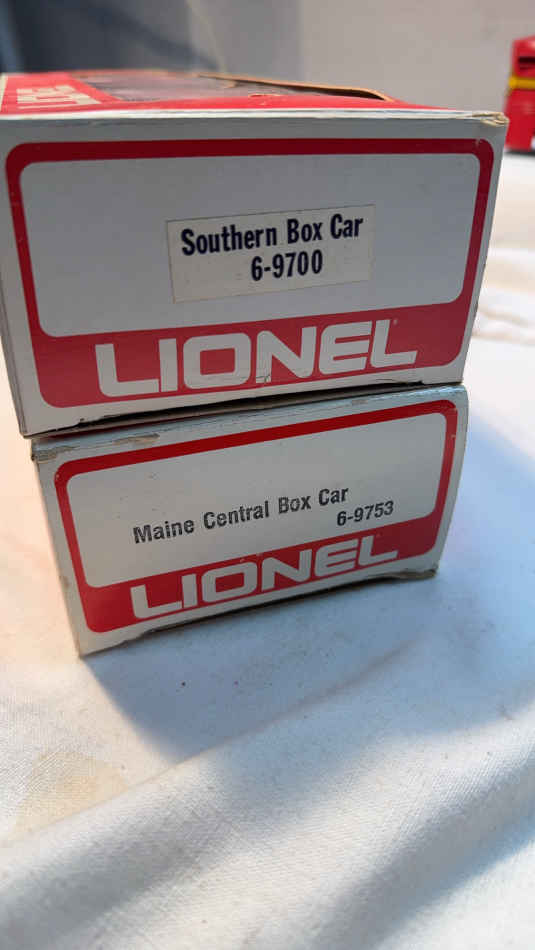 Southern Box Car
6-9700
LIONEL
Maine Central Box Car
6-9753
LIONEL